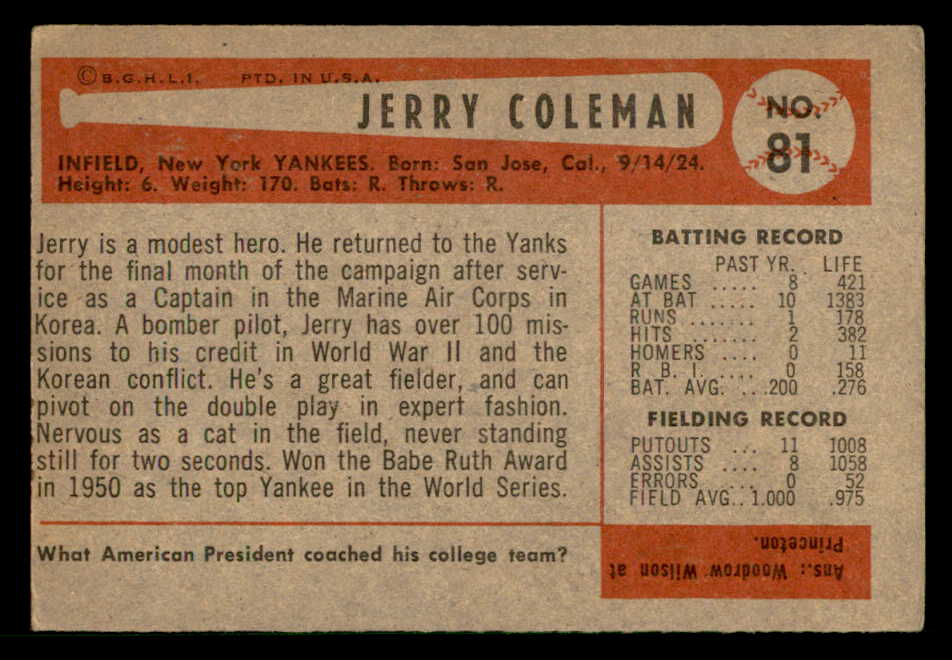 © B.G.H.L.I. PTD. IN U.S.A.
JERRY COLEMAN
NO.
81
INFIELD, New York YANKEES. Born: San Jose, Cal., 9/14/24.
Height: 6. Weight: 170. Bats: R. Throws: R.
Jerry is a modest hero. He returned to the Yanks
for the final month of the campaign after serv-
ice as a Captain in the Marine Air Corps in
Korea. A bomber pilot, Jerry has over 100 mis-
sions to his credit in World War II and the
Korean conflict. He's a great fielder, and can
pivot on the double play in expert fashion.
Nervous as a cat in the field, never standing
still for two seconds. Won the Babe Ruth Award
in 1950 as the top Yankee in the World Series.
What American President coached his college team?
BATTING RECORD
PAST YR. LIFE
GAMES ..... 8 421
AT BAT ..... 10 1383
RUNS ....... 1 178
HITS ....... 2 382
HOMERS .... 0 11
R. B. I. .... 0 158
BAT. AVG. ...200 .276
FIELDING RECORD
PUTOUTS ... 11 1008
ASSISTS .... 8 1058
ERRORS .... 0 52
FIELD AVG...1.000 .975
Ans.: Woodrow Wilson at
Princeton.